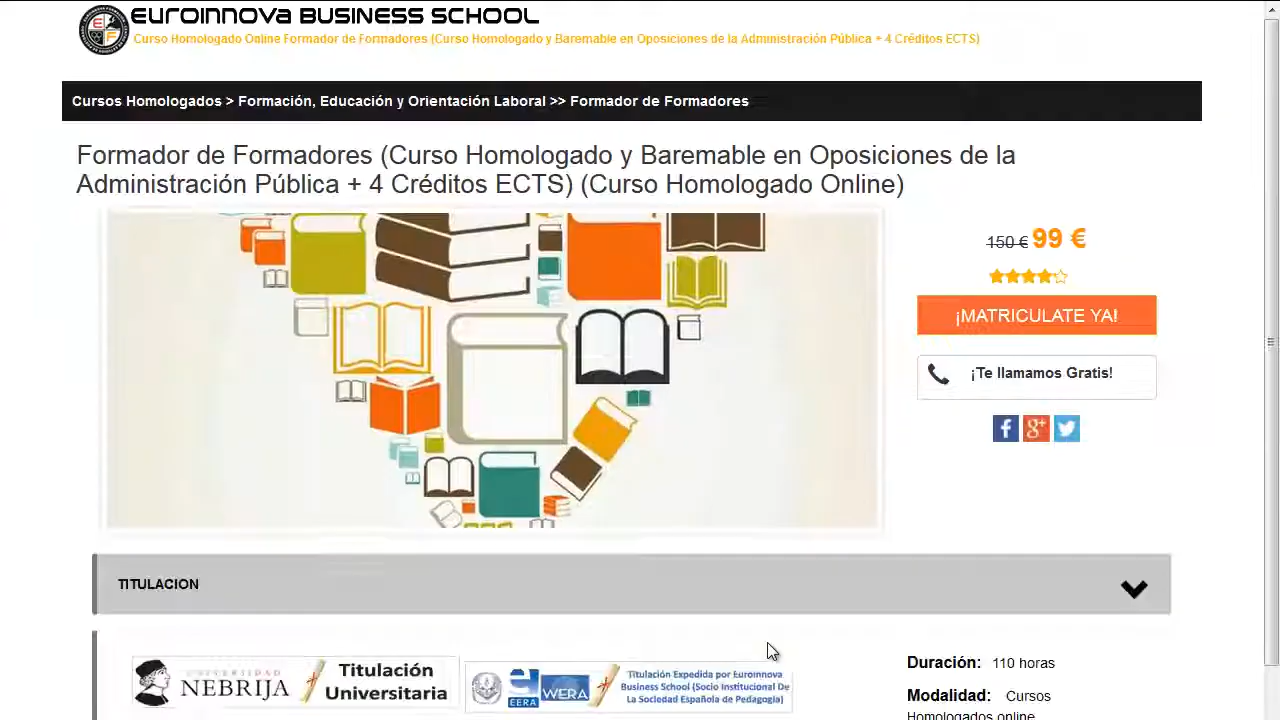 EUROINNOVA BUSINESS SCHOOL
Curso Homologado Online Formador de Formadores (Curso Homologado y Baremable en Oposiciones de la Administración Pública + 4 Créditos ECTS)
Cursos Homologados > Formación, Educación y Orientación Laboral >> Formador de Formadores
Formador de Formadores (Curso Homologado y Baremable en Oposiciones de la
Administración Pública + 4 Créditos ECTS) (Curso Homologado Online)
150 € 99 €
¡MATRICULATE YA!
¡Te llamamos Gratis!
TITULACION
UNIVERSIDAD
NEBRIJA
Titulación
Universitaria
EERA
WERA
Titulación Expedida por Euroinnova
Business School (Socio Institucional De
La Sociedad Española de Pedagogía)
Duración: 110 horas
Modalidad: Cursos
Homologados online